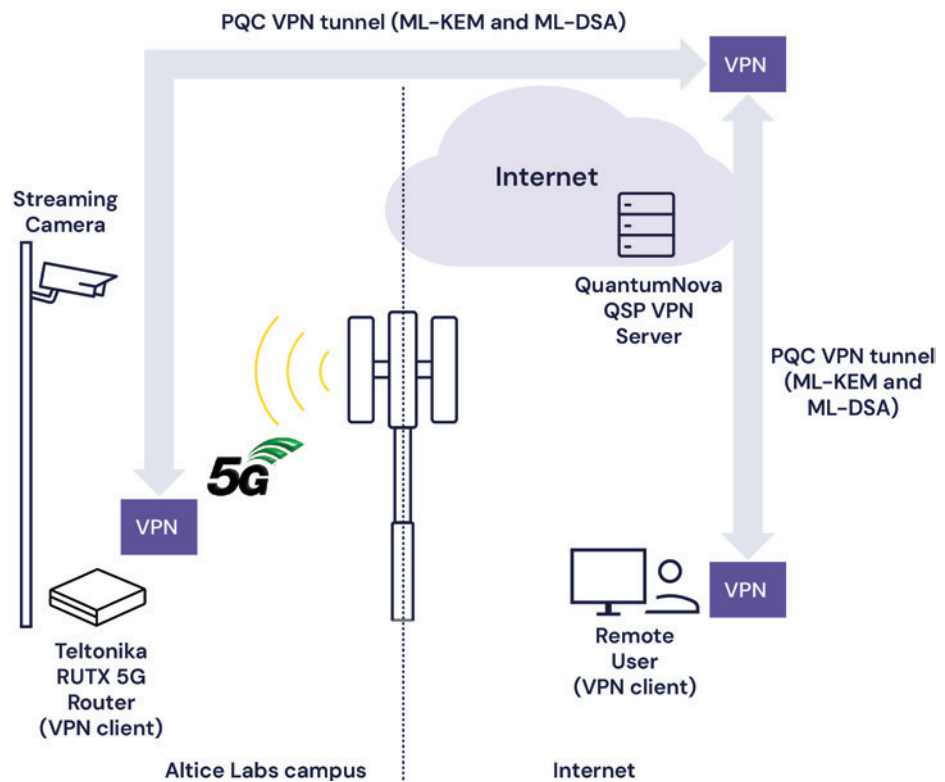 PQC VPN tunnel (ML-KEM and ML-DSA)
VPN
Internet
Streaming
Camera
QuantumNova
QSP VPN
Server
PQC VPN tunnel
(ML-KEM and
ML-DSA)
5G
VPN
VPN
Teltonika
RUTX 5G
Router
(VPN client)
Remote
User
(VPN client)
Altice Labs campus
Internet